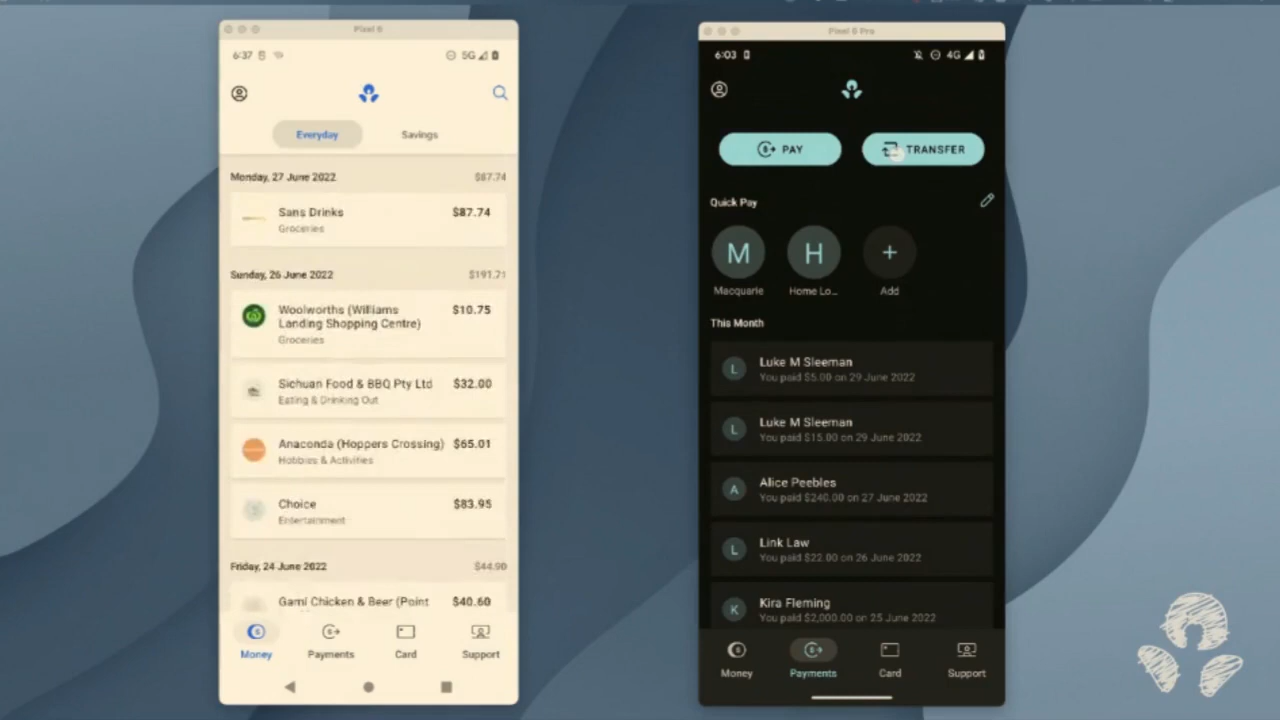 Pixel 6
6:37
5G
Everyday
Savings
Monday, 27 June 2022
$87.74
Sans Drinks
$87.74
Groceries
Sunday, 26 June 2022
$191.71
Woolworths (Williams
Landing Shopping Centre)
$10.75
Groceries
Sichuan Food & BBQ Pty Ltd
$32.00
Eating & Drinking Out
Anaconda (Hoppers Crossing)
$65.01
Hobbies & Activities
Choice
$83.95
Entertainment
Friday, 24 June 2022
$44.90
Gami Chicken & Beer (Point
$40.60
Money
Payments
Card
Support
Pixel 6 Pro
6:03
4G
PAY
TRANSFER
Quick Pay
M
H
+
Macquarie
Home Lo...
Add
This Month
L
Luke M Sleeman
You paid $5.00 on 29 June 2022
L
Luke M Sleeman
You paid $15.00 on 29 June 2022
A
Alice Peebles
You paid $240.00 on 27 June 2022
L
Link Law
You paid $22.00 on 26 June 2022
K
Kira Fleming
You paid $2,000.00 on 25 June 2022
Money
Payments
Card
Support